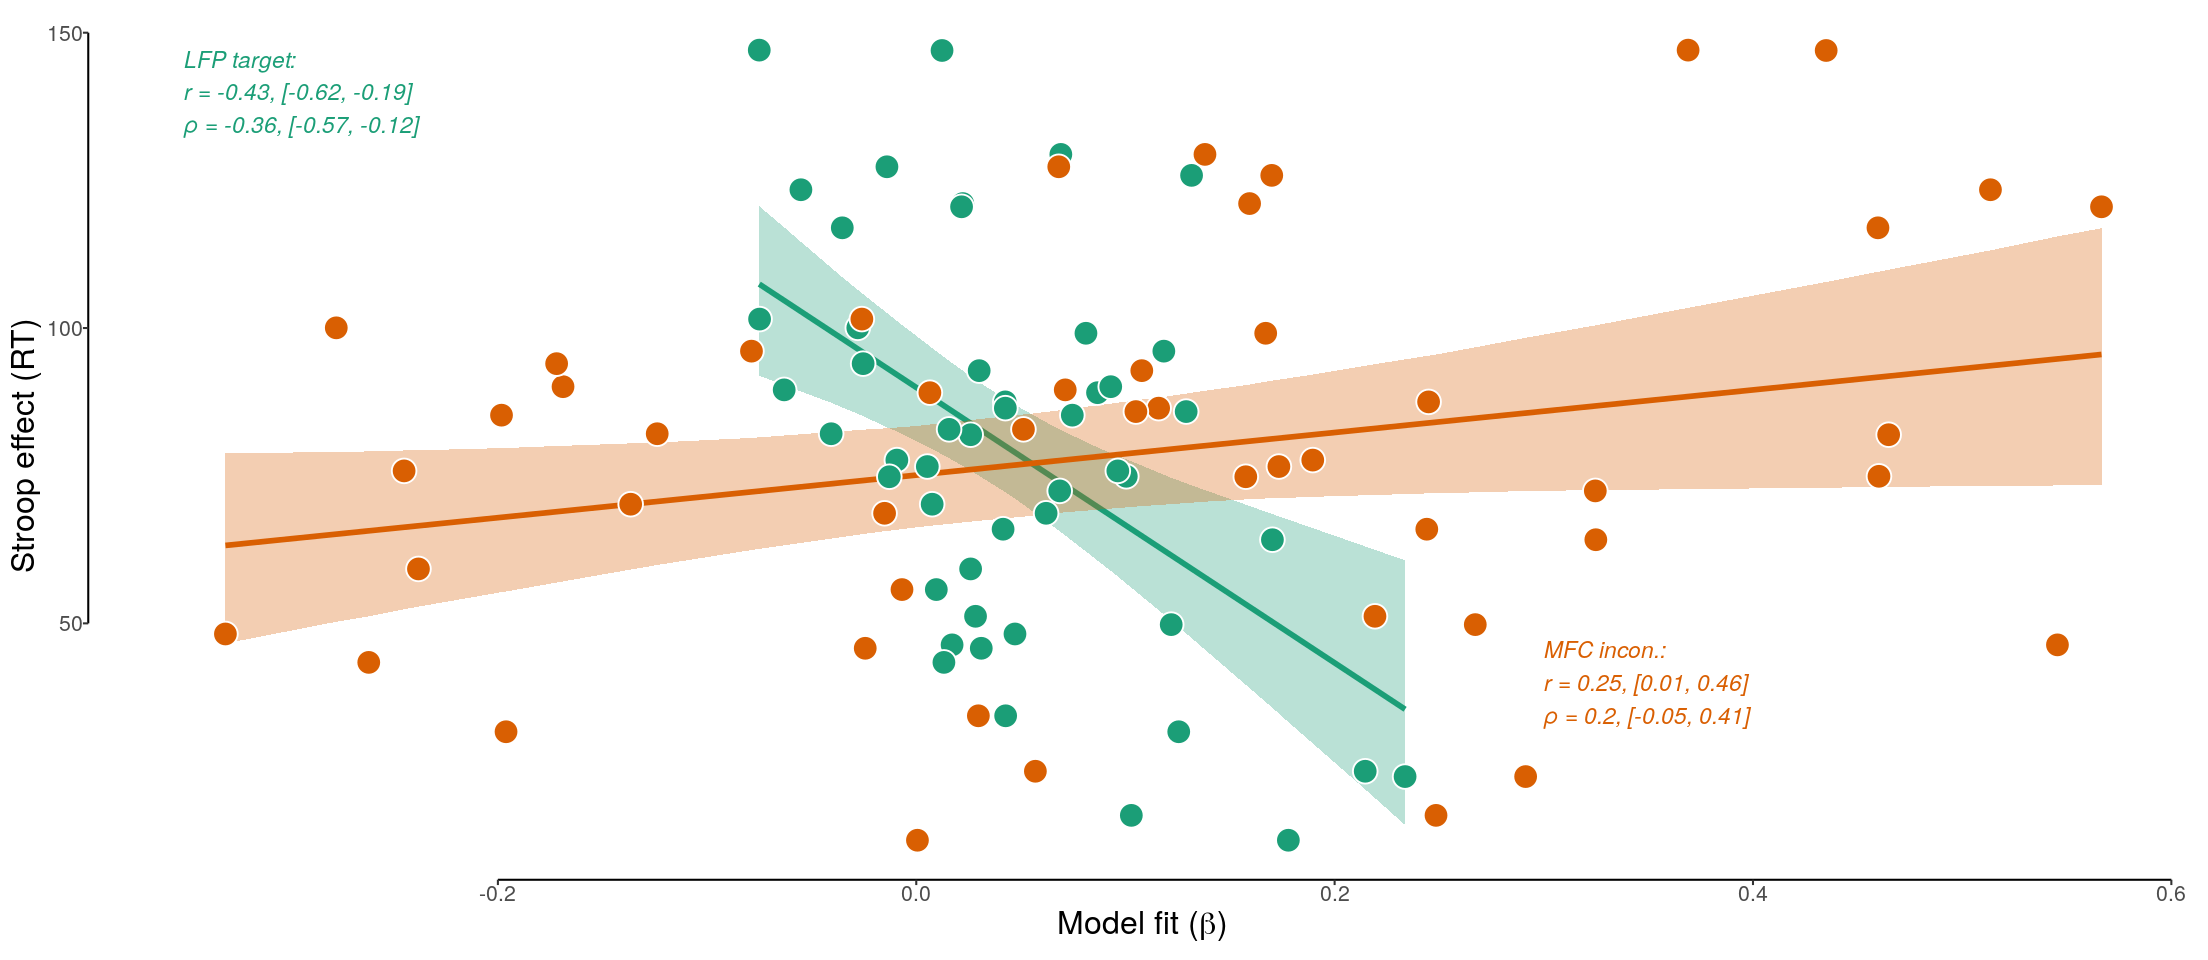 150
LFP target:
r = -0.43, [-0.62, -0.19]
ρ = -0.36, [-0.57, -0.12]
100
Stroop effect (RT)
50
MFC incon.:
r = 0.25, [0.01, 0.46]
ρ = 0.2, [-0.05, 0.41]
-0.2 0.0 0.2 0.4 0.6
Model fit (β)